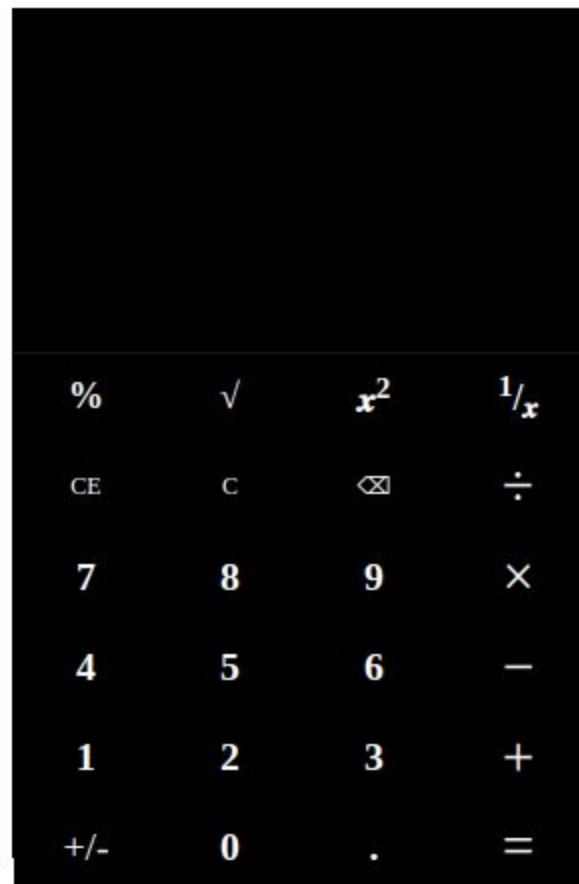 % √ x² ¹/x
CE C ⌫ ÷
7 8 9 ×
4 5 6 −
1 2 3 +
+/- 0 . =